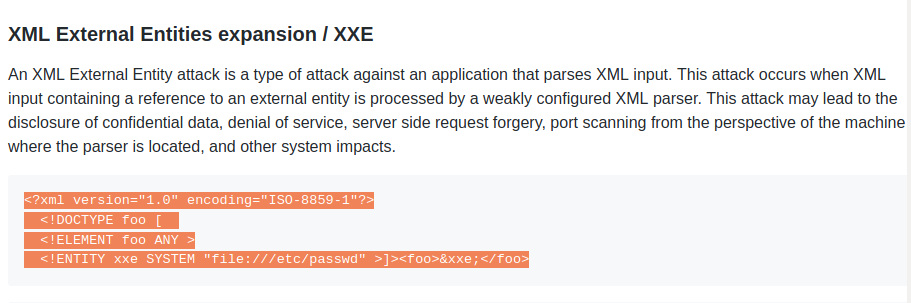 XML External Entities expansion / XXE
An XML External Entity attack is a type of attack against an application that parses XML input. This attack occurs when XML
input containing a reference to an external entity is processed by a weakly configured XML parser. This attack may lead to the
disclosure of confidential data, denial of service, server side request forgery, port scanning from the perspective of the machine
where the parser is located, and other system impacts.
<?xml version="1.0" encoding="ISO-8859-1"?>
  <!DOCTYPE foo [
  <!ELEMENT foo ANY >
  <!ENTITY xxe SYSTEM "file:///etc/passwd" >]><foo>&xxe;</foo>